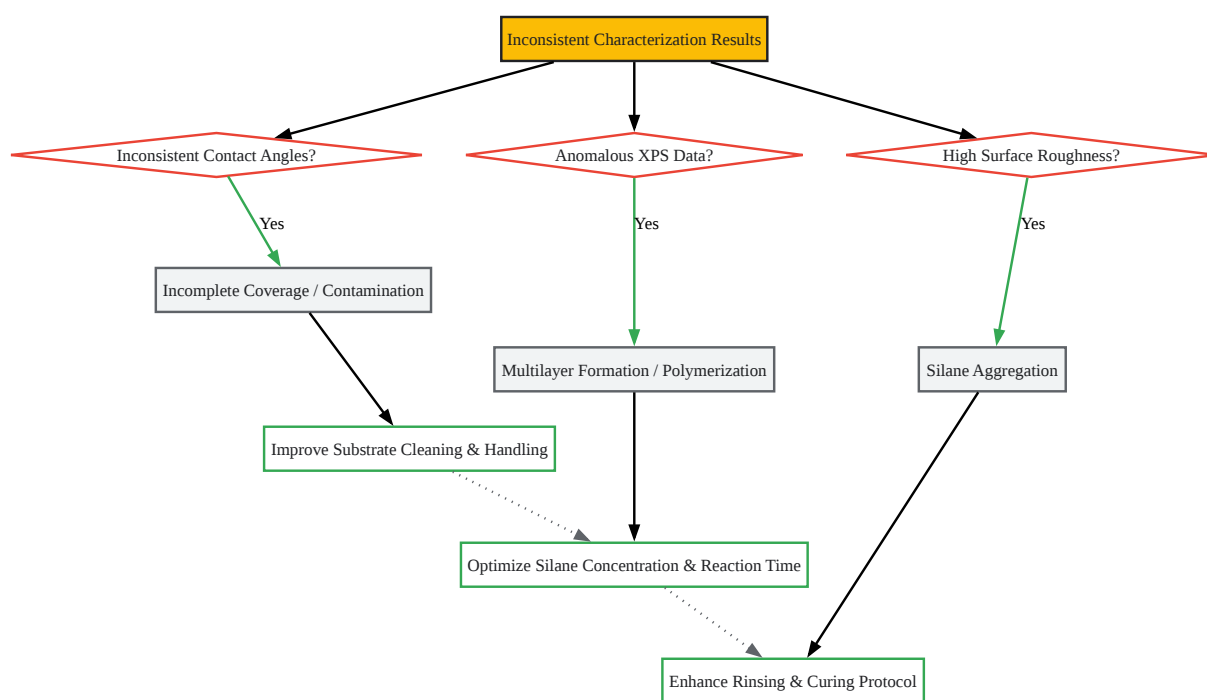 Inconsistent Characterization Results
Inconsistent Contact Angles?
Anomalous XPS Data?
High Surface Roughness?
Yes
Yes
Yes
Incomplete Coverage / Contamination
Multilayer Formation / Polymerization
Silane Aggregation
Improve Substrate Cleaning & Handling
Optimize Silane Concentration & Reaction Time
Enhance Rinsing & Curing Protocol